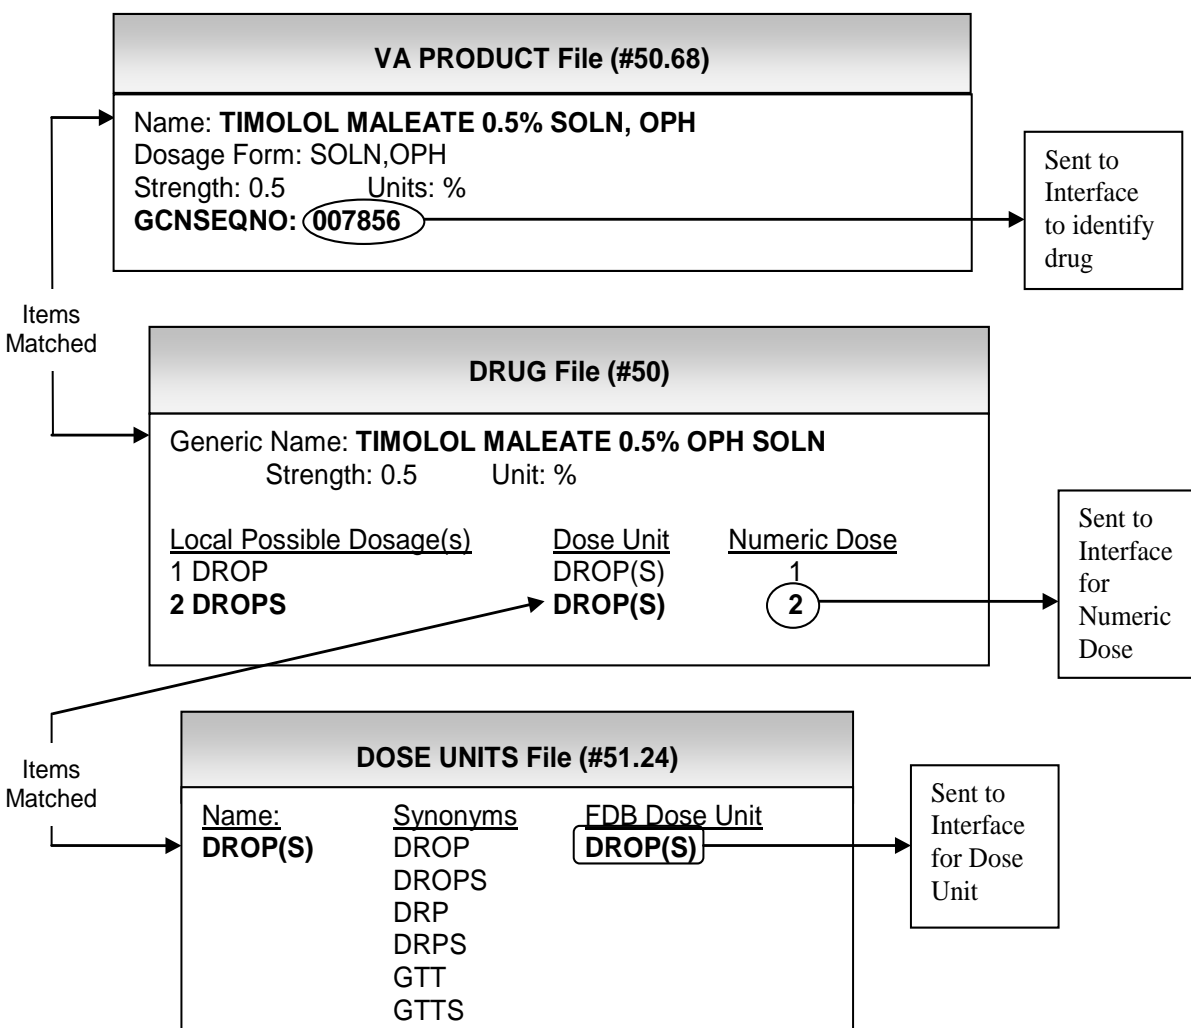 VA PRODUCT File (#50.68)
Name: TIMOLOL MALEATE 0.5% SOLN, OPH
Dosage Form: SOLN,OPH
Strength: 0.5 Units: %
GCNSEQNO: 007856
Sent to
Interface
to identify
drug
Items
Matched
DRUG File (#50)
Generic Name: TIMOLOL MALEATE 0.5% OPH SOLN
Strength: 0.5 Unit: %
Local Possible Dosage(s) Dose Unit Numeric Dose
1 DROP DROP(S) 1
2 DROPS DROP(S) 2
Sent to
Interface
for
Numeric
Dose
Items
Matched
DOSE UNITS File (#51.24)
Name: Synonyms FDB Dose Unit
DROP(S) DROP DROP(S)
DROPS
DRP
DRPS
GTT
GTTS
Sent to
Interface
for Dose
Unit